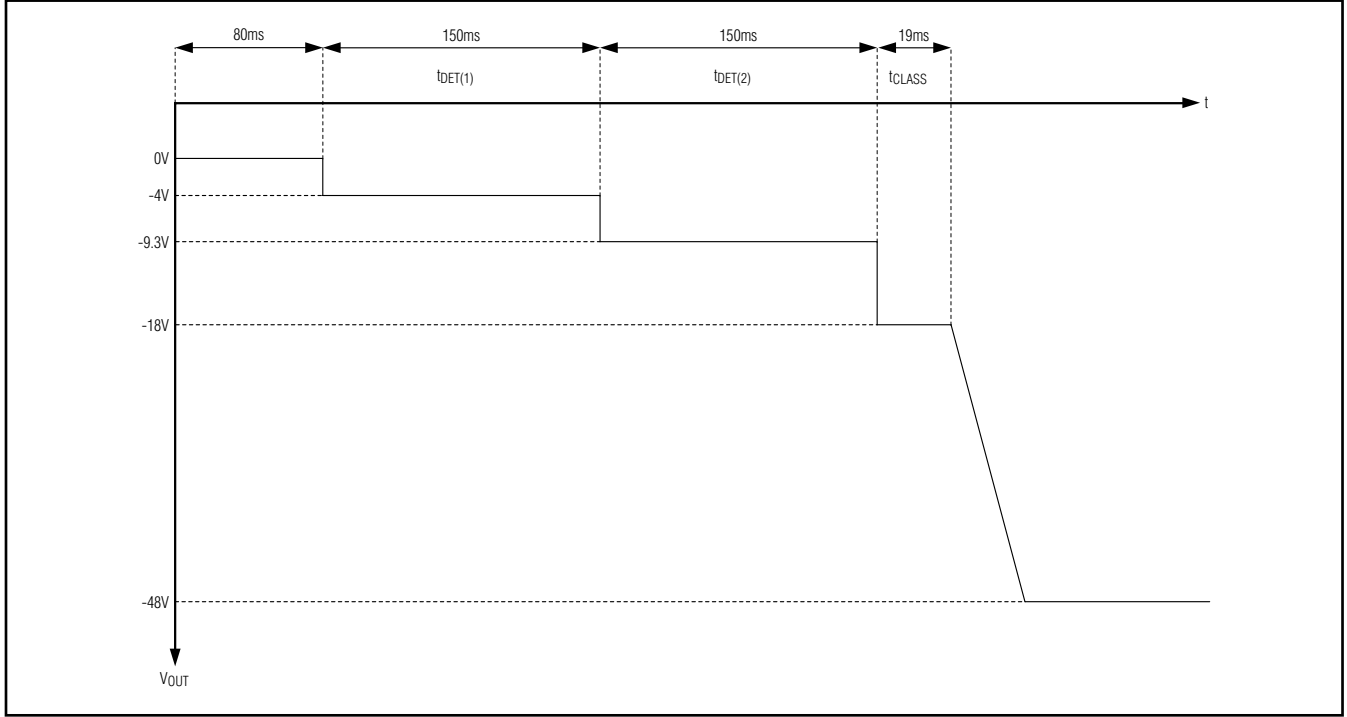 80ms 150ms 150ms 19ms
tDET(1) tDET(2) tCLASS
t
0V
-4V
-9.3V
-18V
-48V
VOUT